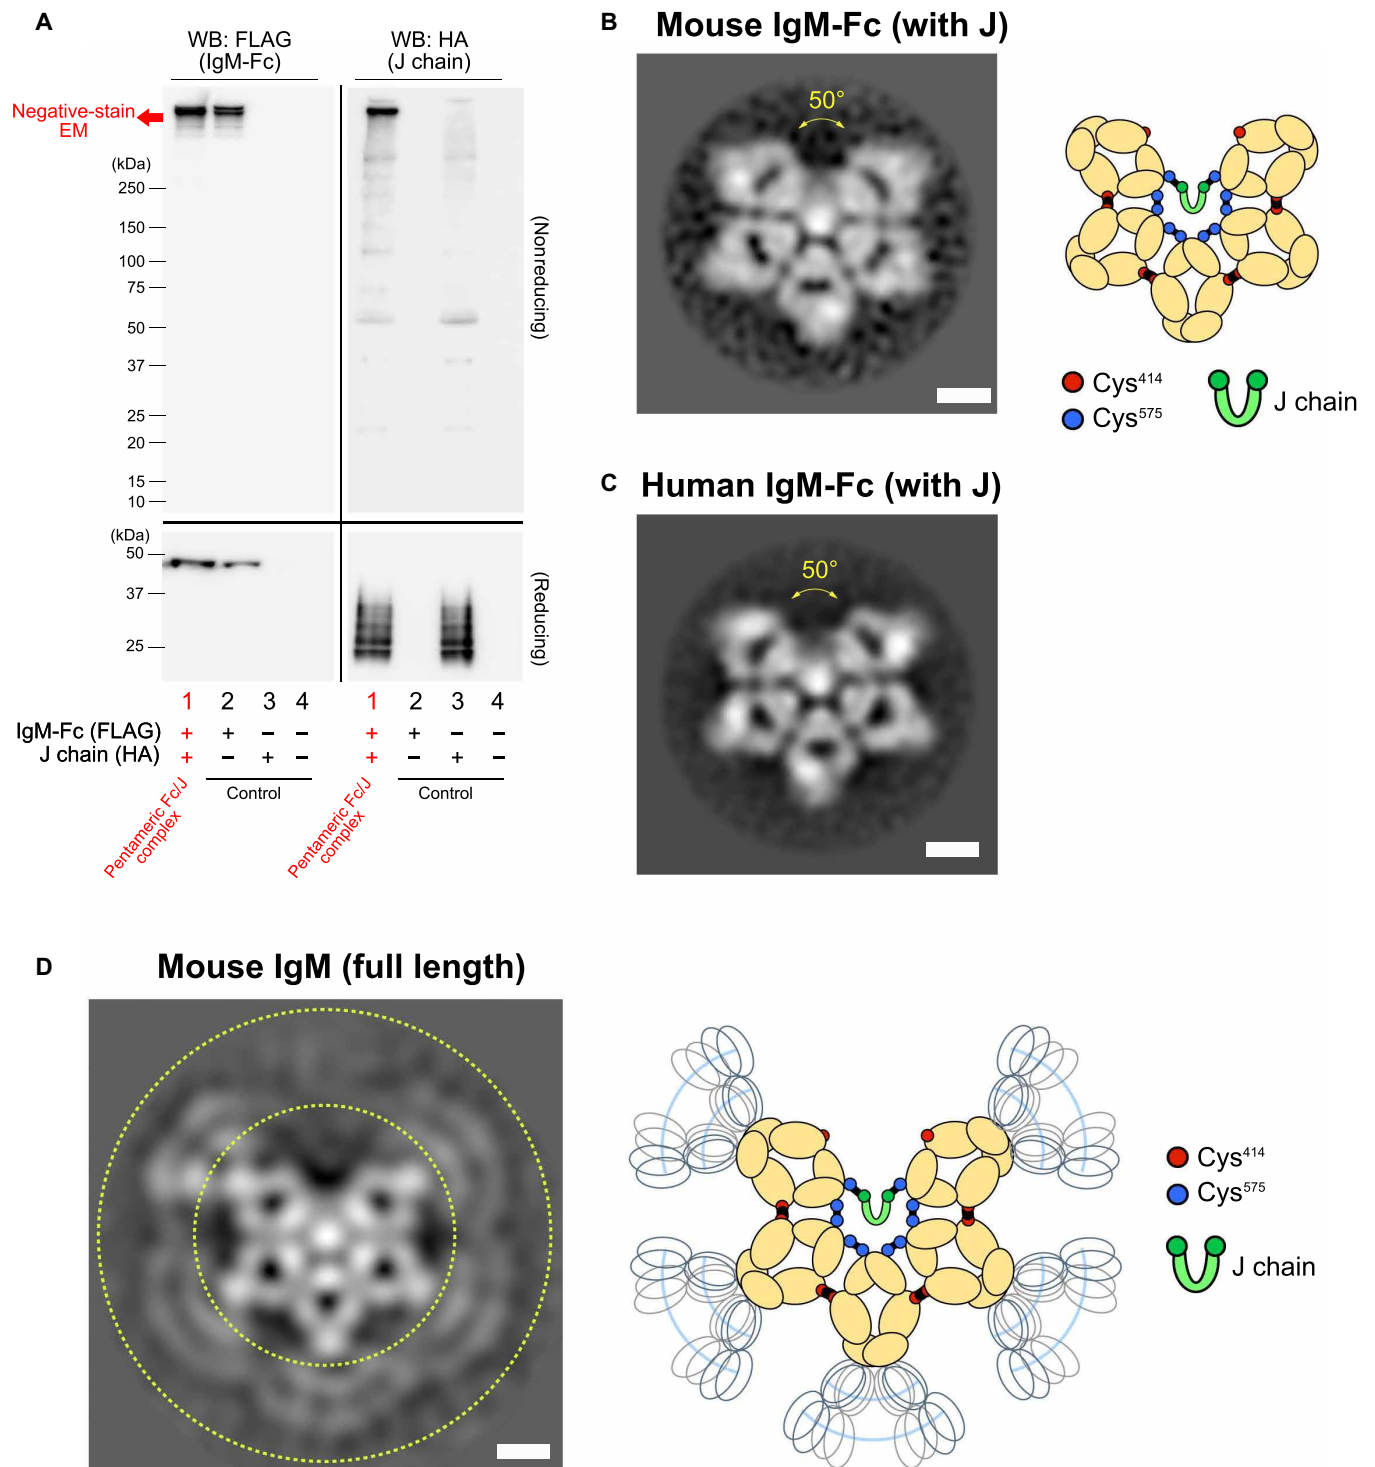 A
WB: FLAG
(IgM-Fc)
WB: HA
(J chain)
Negative-stain
EM
(kDa)
250
150
100
75
50
37
25
20
15
10
(Nonreducing)
(kDa)
50
37
25
(Reducing)
1 2 3 4 1 2 3 4
IgM-Fc (FLAG) + + − − + + − −
J chain (HA) + − + − + − + −
Pentameric Fc/J
complex
Control
Pentameric Fc/J
complex
Control
B
Mouse IgM-Fc (with J)
50°
Cys414
Cys575
J chain
C
Human IgM-Fc (with J)
50°
D
Mouse IgM (full length)
Cys414
Cys575
J chain